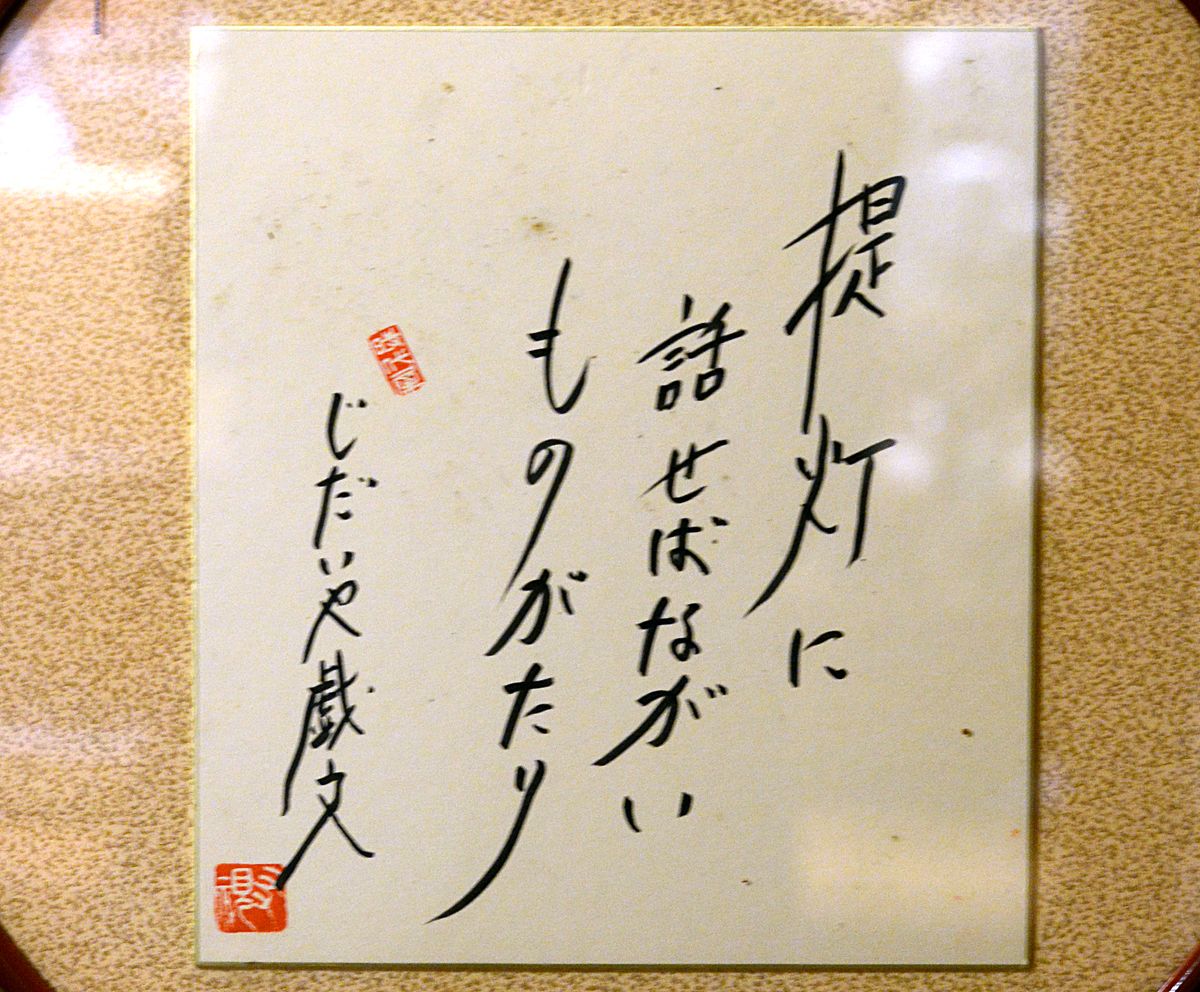 提灯に
話せばながい
ものがたり
じだいや戯文